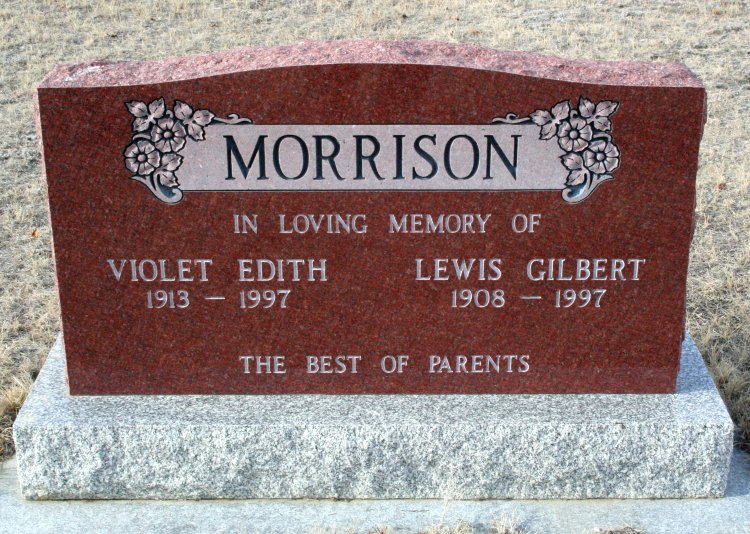 MORRISON
IN LOVING MEMORY OF
VIOLET EDITH
1913 — 1997
LEWIS GILBERT
1908 — 1997
THE BEST OF PARENTS